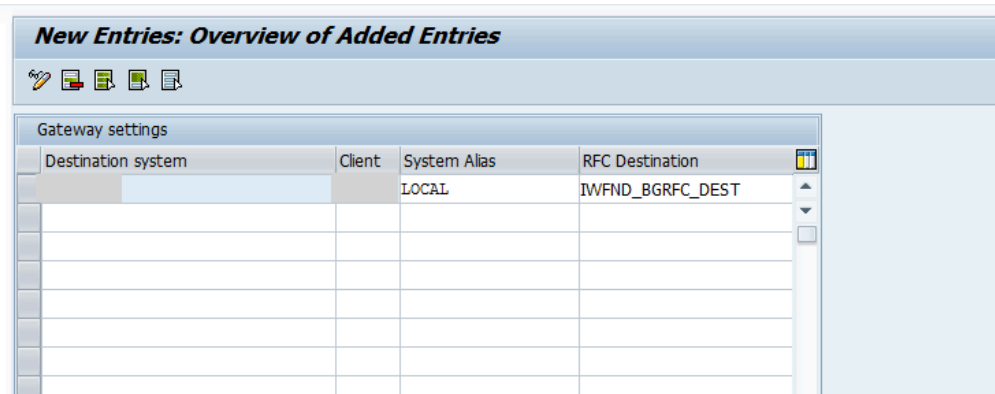 New Entries: Overview of Added Entries
Gateway settings
Destination system Client System Alias RFC Destination
LOCAL IWFND_BGRFC_DEST